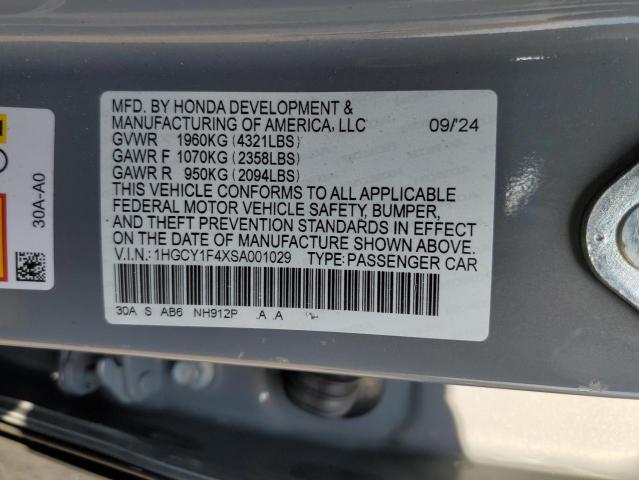 MFD. BY HONDA DEVELOPMENT &
MANUFACTURING OF AMERICA, LLC 09/'24
GVWR 1960KG (4321LBS)
GAWR F 1070KG (2358LBS)
GAWR R 950KG (2094LBS)
THIS VEHICLE CONFORMS TO ALL APPLICABLE
FEDERAL MOTOR VEHICLE SAFETY, BUMPER,
AND THEFT PREVENTION STANDARDS IN EFFECT
ON THE DATE OF MANUFACTURE SHOWN ABOVE.
V.I.N.: 1HGCY1F4XSA001029 TYPE: PASSENGER CAR
30A S AB6 NH912P A A
30A-A0